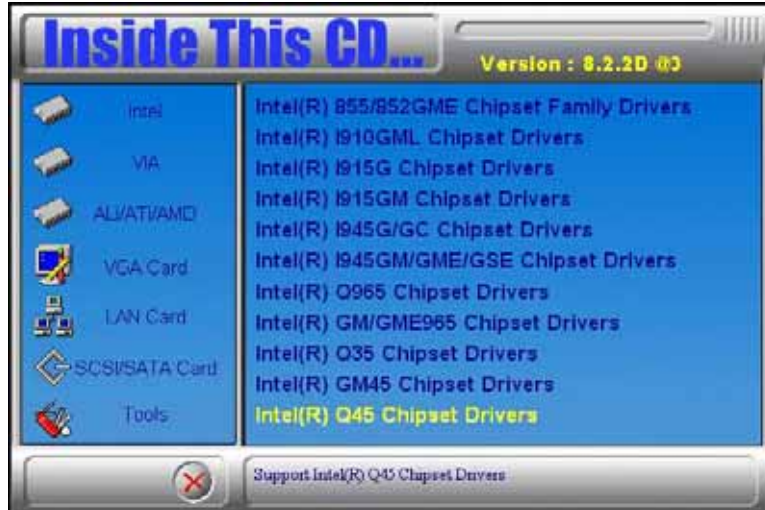 Inside This CD...
Version : 8.2.2D @3
Intel
VIA
ALi/ATI/AMD
VGA Card
LAN Card
SCSI/SATA Card
Tools
Intel(R) 855/852GME Chipset Family Drivers
Intel(R) I910GML Chipset Drivers
Intel(R) I915G Chipset Drivers
Intel(R) I915GM Chipset Drivers
Intel(R) I945G/GC Chipset Drivers
Intel(R) I945GM/GME/GSE Chipset Drivers
Intel(R) Q965 Chipset Drivers
Intel(R) GM/GME965 Chipset Drivers
Intel(R) Q35 Chipset Drivers
Intel(R) GM45 Chipset Drivers
Intel(R) Q45 Chipset Drivers
Support Intel(R) Q45 Chipset Drivers